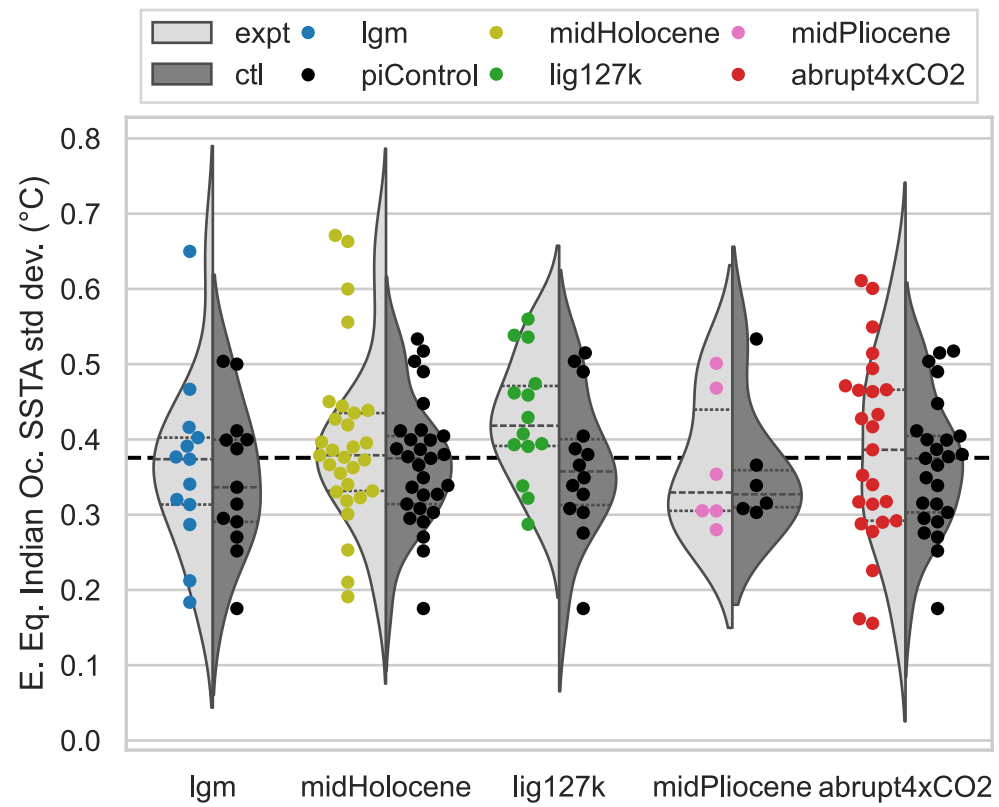 expt lgm midHolocene midPliocene
ctl piControl lig127k abrupt4xCO2
E. Eq. Indian Oc. SSTA std dev. (°C)
0.8
0.7
0.6
0.5
0.4
0.3
0.2
0.1
0.0
lgm midHolocene lig127k midPliocene abrupt4xCO2